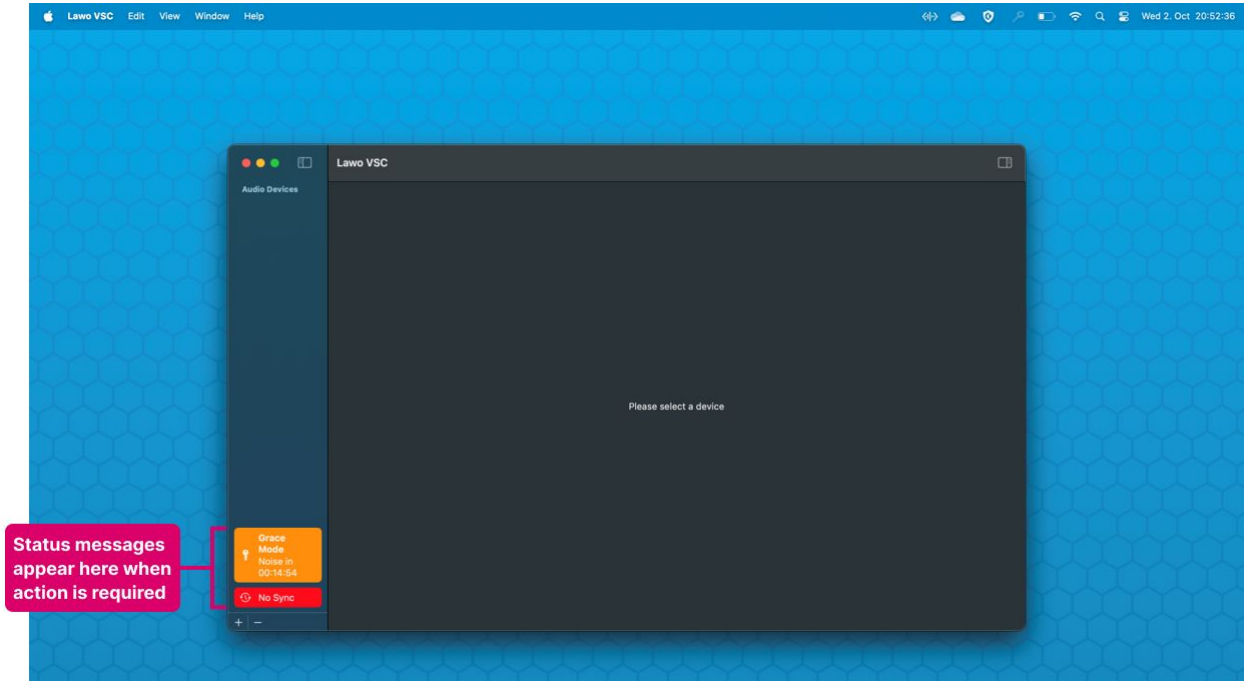 Lawo VSC Edit View Window Help Wed 2. Oct 20:52:36
Lawo VSC
Audio Devices
Please select a device
Status messages
appear here when
action is required
Grace
Mode
Noise in
00:14:54
No Sync